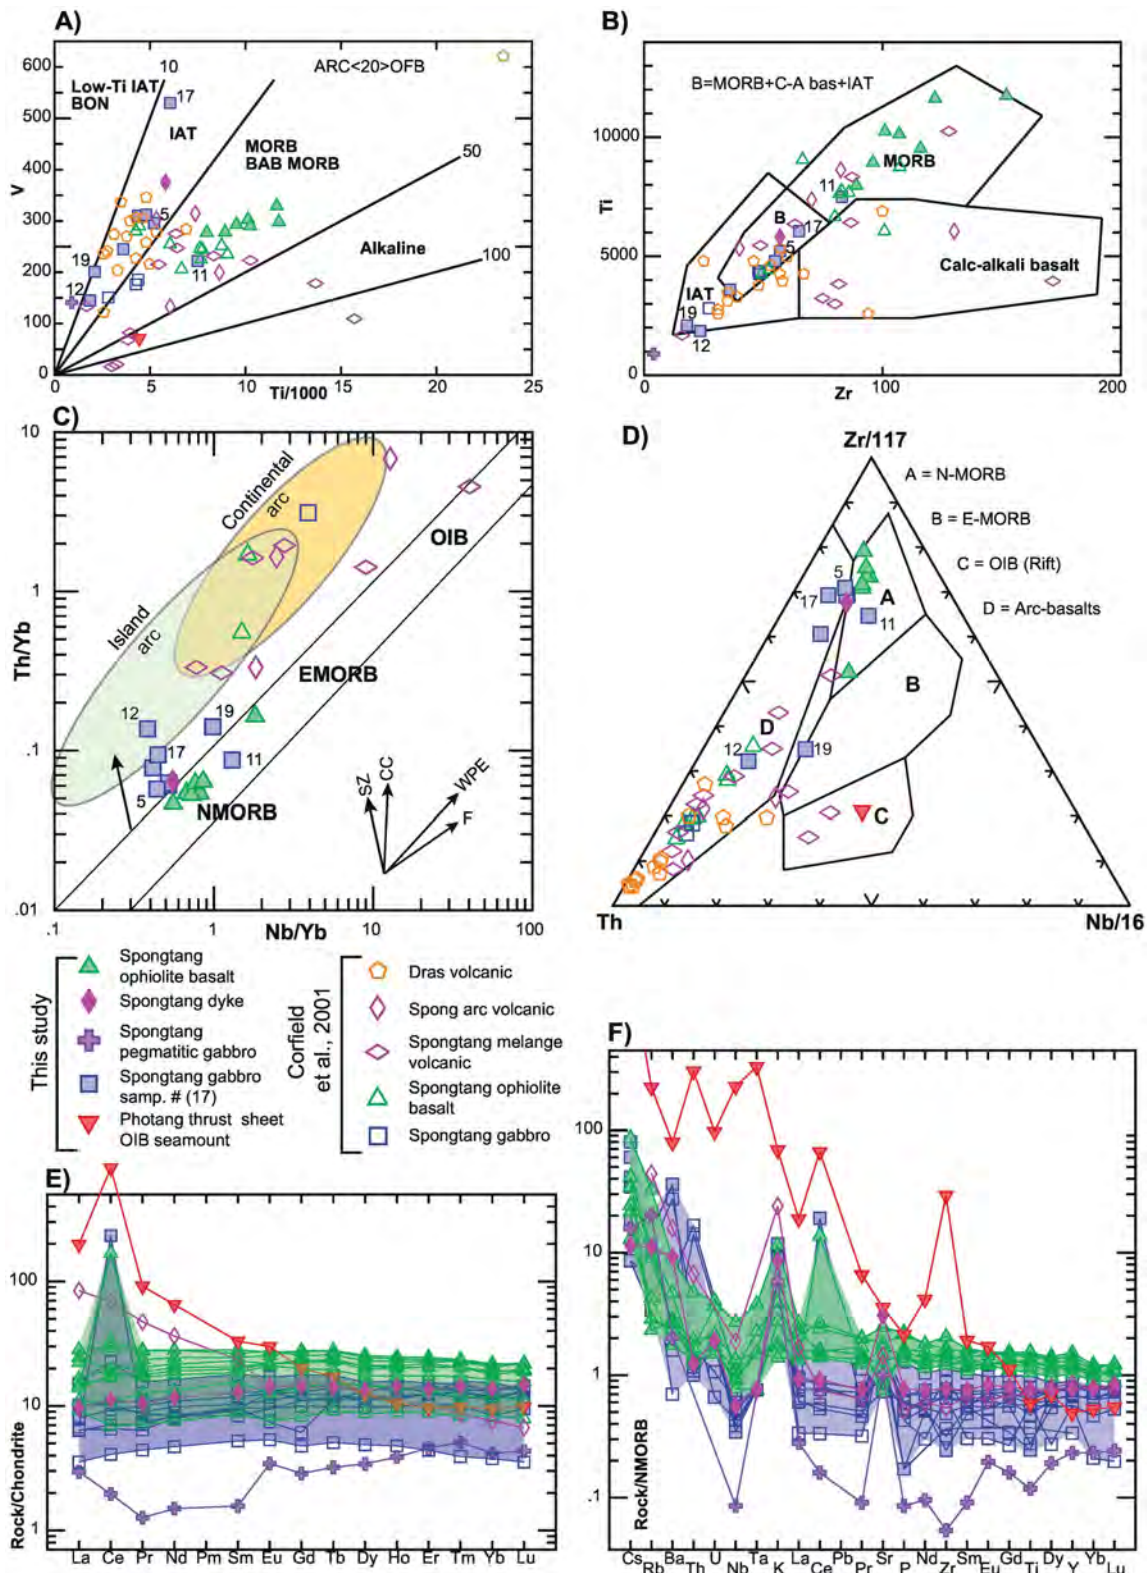 A)
600
500
400
300
200
100
0
V
Low-Ti IAT
BON
10
17
IAT
ARC<20>OFB
MORB
BAB MORB
50
5
19
11
12
Alkaline
100
0
5
10
15
20
25
Ti/1000
B)
B=MORB+C-A bas+IAT
10000
5000
0
Ti
MORB
11
B
17
5
IAT
19
12
Calc-alkali basalt
0
100
200
Zr
C)
10
1
.1
.01
Th/Yb
Continental
arc
Island
arc
OIB
EMORB
NMORB
12
19
17
11
5
SZ
CC
WPE
F
.1
1
10
100
Nb/Yb
D)
Zr/117
A = N-MORB
B = E-MORB
C = OIB (Rift)
D = Arc-basalts
5
17
A
11
B
D
12
19
C
Th
Nb/16
This study
Spongtang
ophiolite basalt
Spongtang dyke
Spongtang
pegmatitic gabbro
Spongtang gabbro
samp. # (17)
Photang thrust sheet
OIB seamount
Corfield
et al., 2001
Dras volcanic
Spong arc volcanic
Spongtang melange
volcanic
Spongtang ophiolite
basalt
Spongtang gabbro
E)
100
10
1
Rock/Chondrite
La Ce Pr Nd Pm Sm Eu Gd Tb Dy Ho Er Tm Yb Lu
F)
100
10
1
.1
Rock/NMORB
Cs Ba U Ta La Pb Sr Nd Sm Gd Dy Yb
Rb Th Nb K Ce Pr P Zr Eu Ti Y Lu